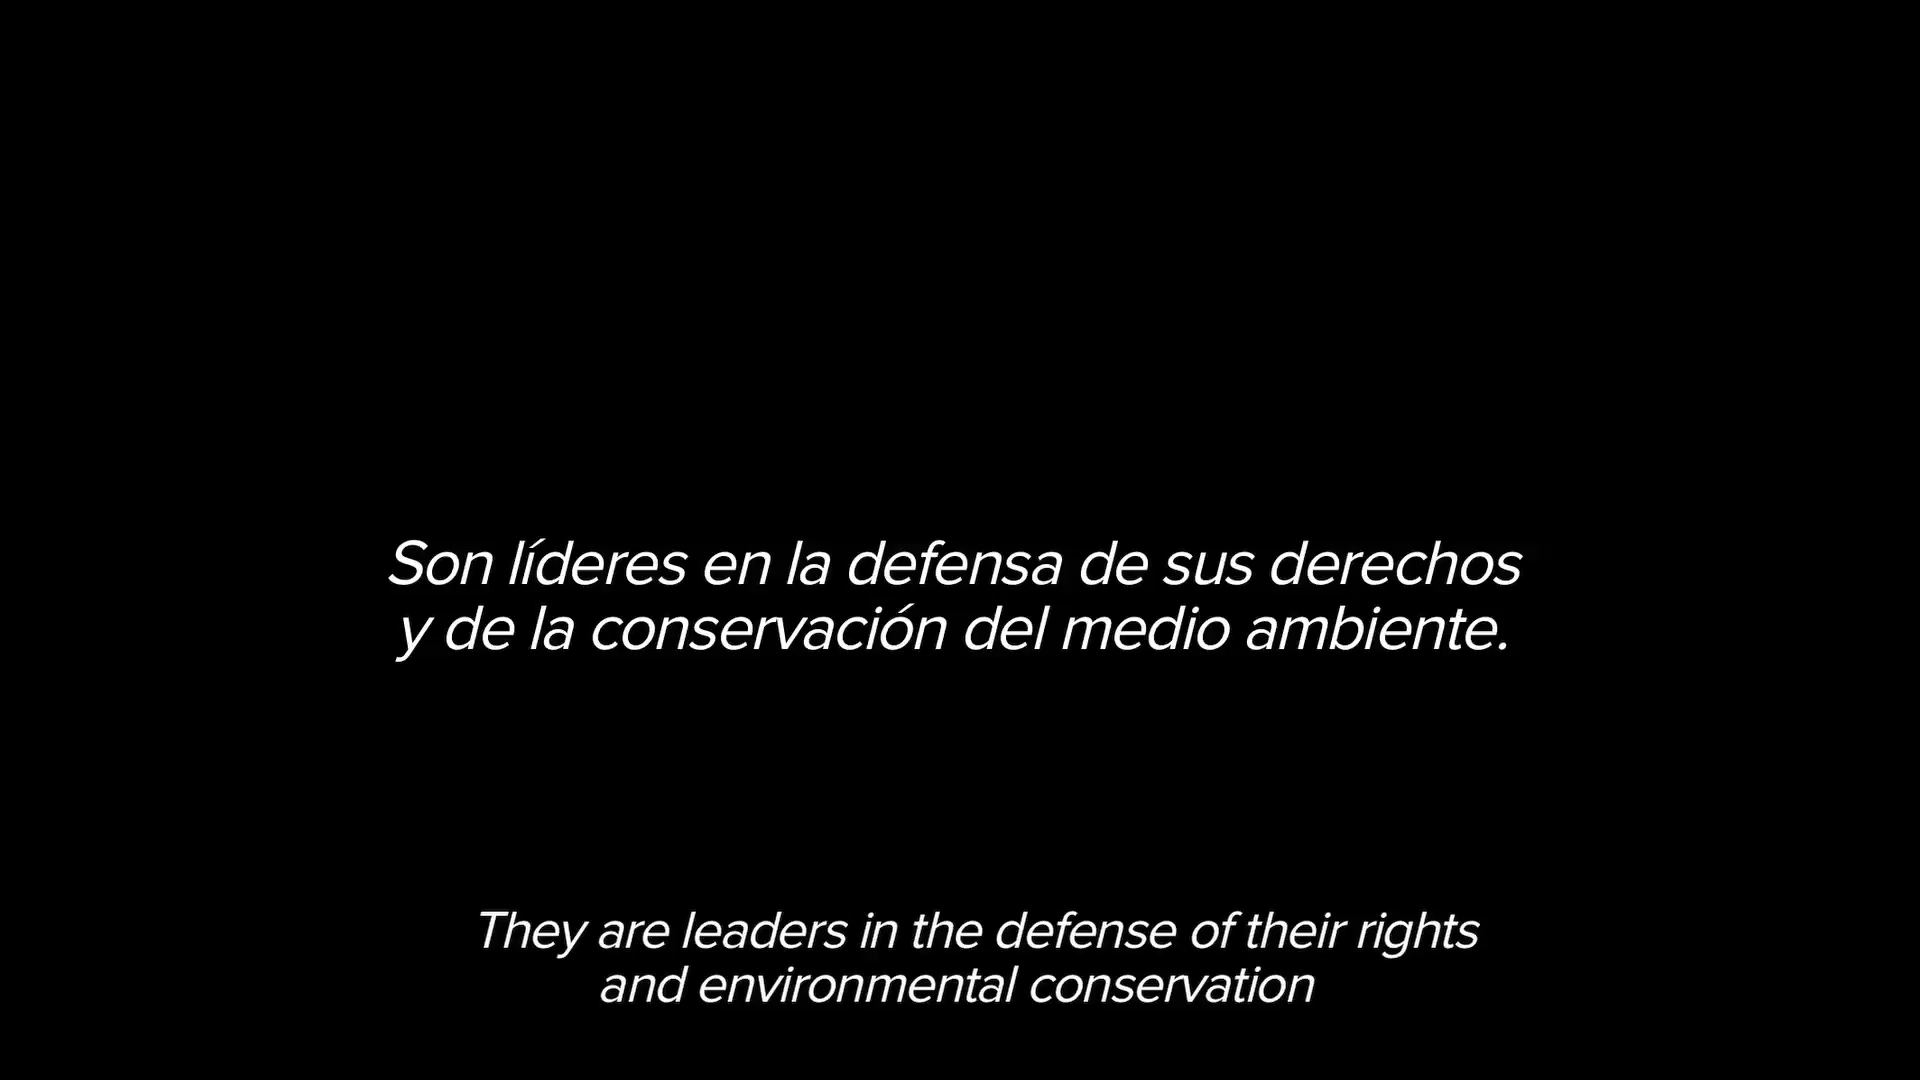 Son líderes en la defensa de sus derechos
y de la conservación del medio ambiente.
They are leaders in the defense of their rights
and environmental conservation